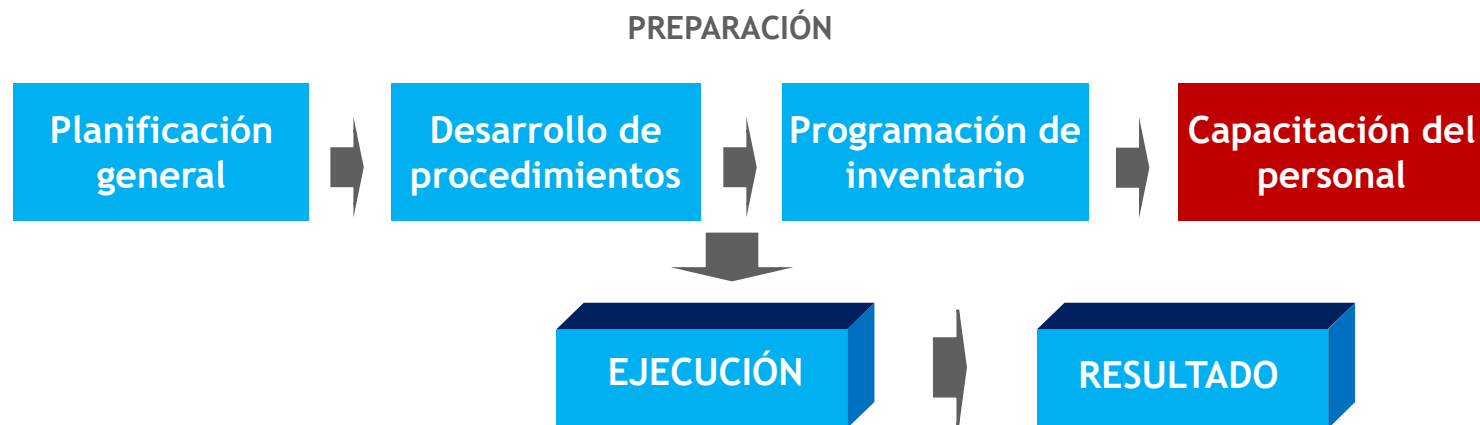 PREPARACIÓN
Planificación
general
Desarrollo de
procedimientos
Programación de
inventario
Capacitación del
personal
EJECUCIÓN
RESULTADO